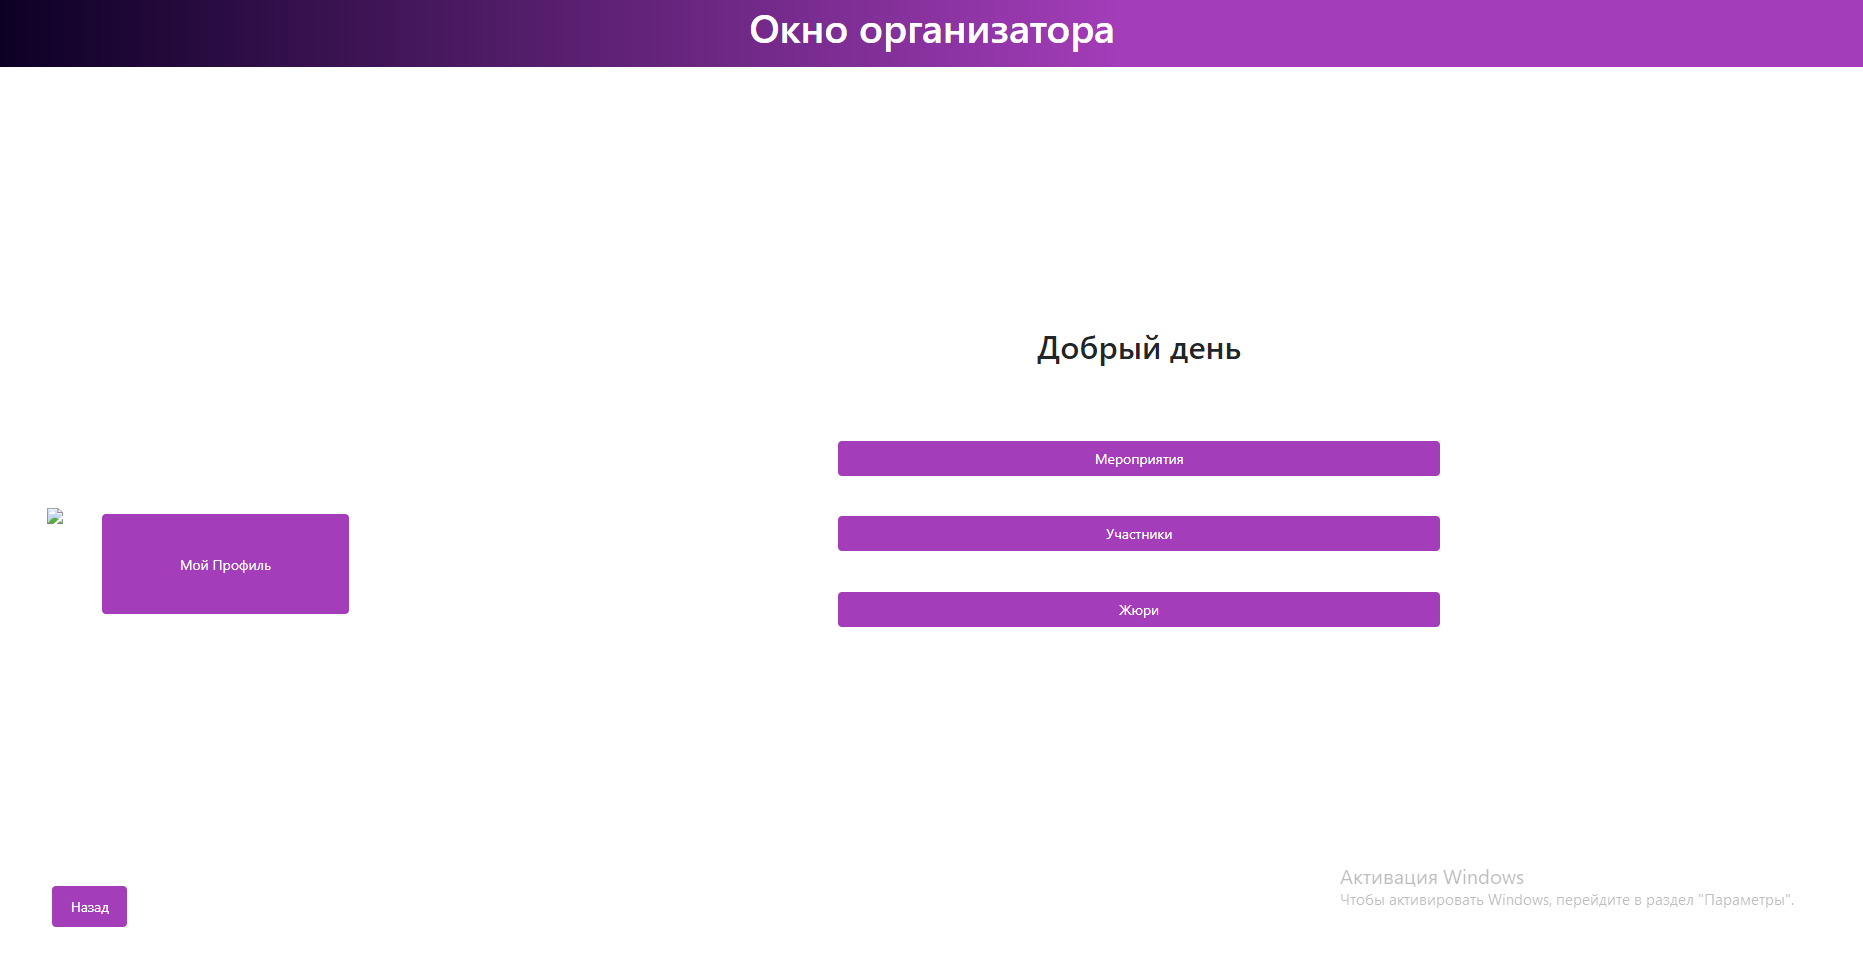 Окно организатора
Добрый день
Мероприятия
Участники
Жюри
Мой Профиль
Назад
Активация Windows
Чтобы активировать Windows, перейдите в раздел "Параметры".